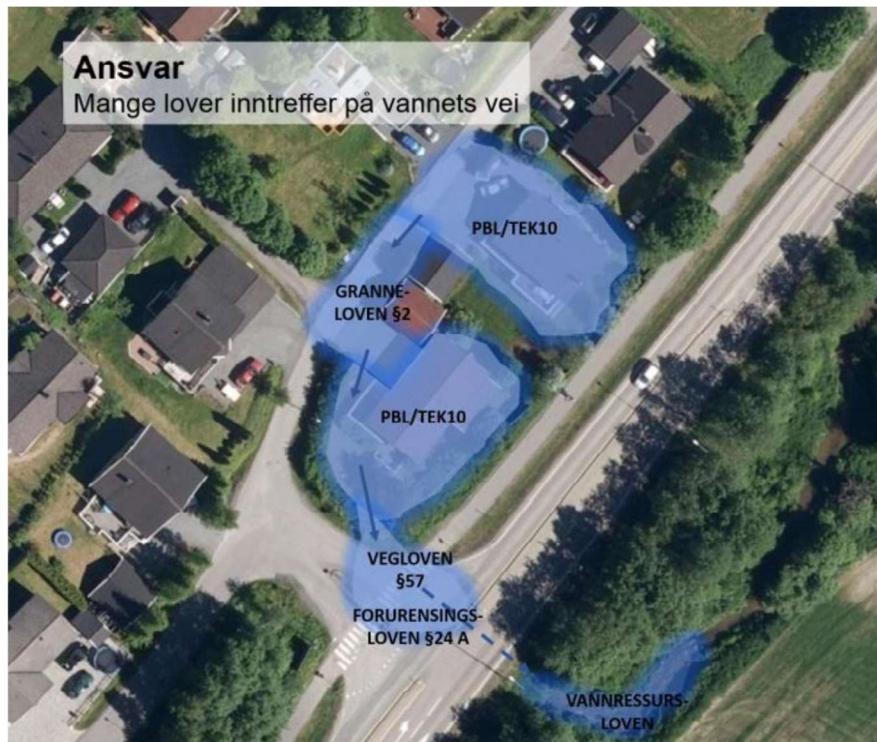 Ansvar
Mange lover inntreffer på vannets vei
PBL/TEK10
GRANNE-
LOVEN §2
PBL/TEK10
VEGLOVEN
§57
FORURENSINGS-
LOVEN §24 A
VANNRESSURS-
LOVEN